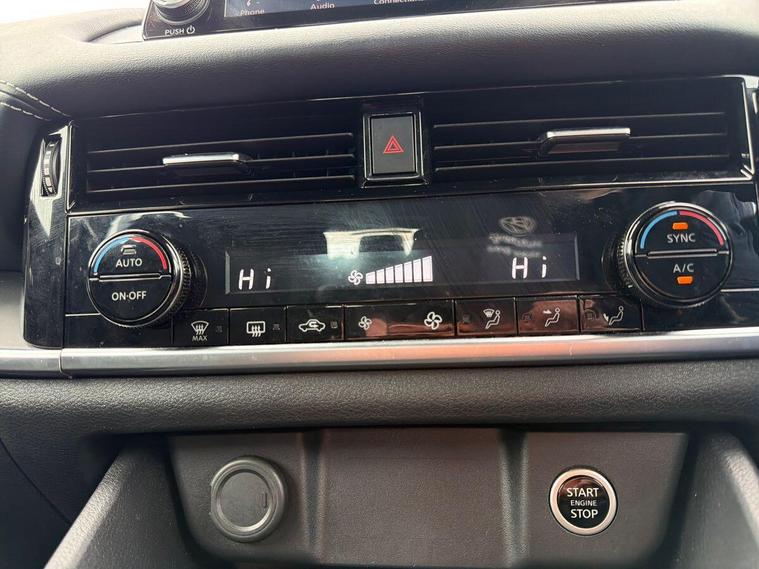 Phone
Audio
PUSH
AUTO
ON·OFF
Hi
Hi
SYNC
A/C
MAX
START
ENGINE
STOP